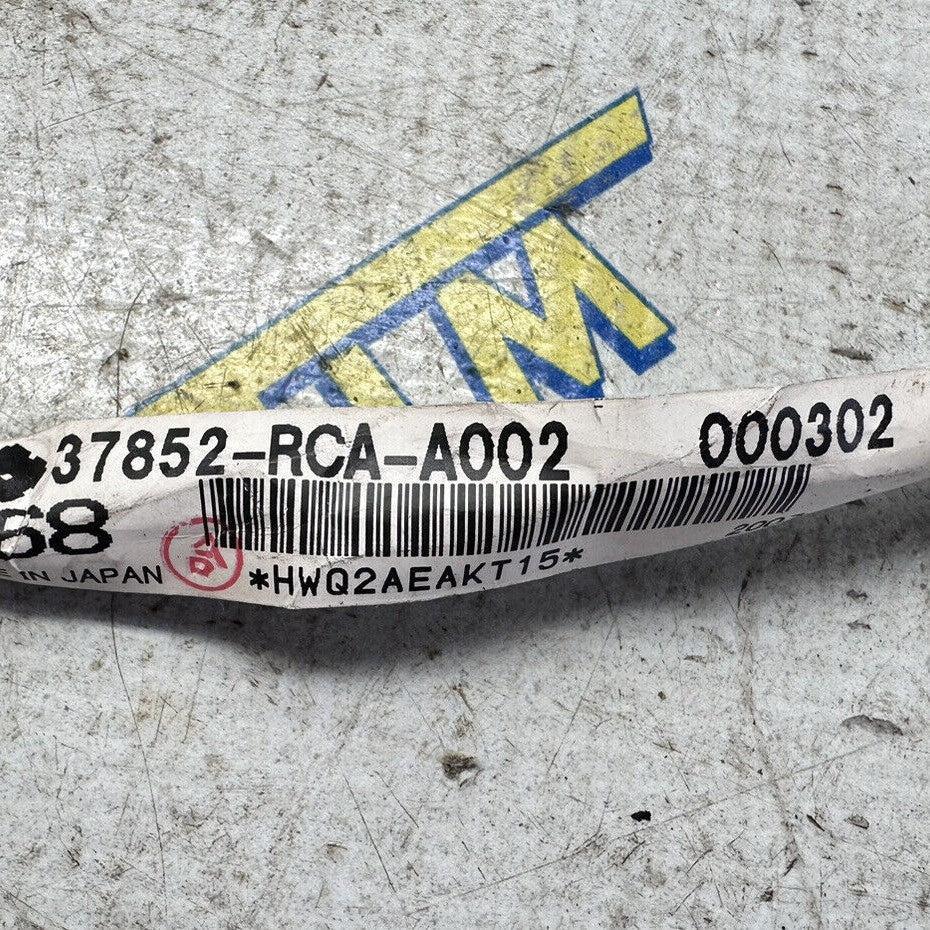 37852-RCA-A002 000302
68
IN JAPAN *HWQ2AEAKT15*